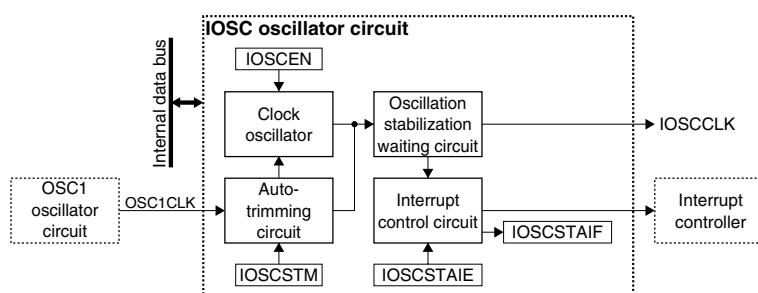 IOSC oscillator circuit
Internal data bus
IOSCEN
Clock
oscillator
Oscillation
stabilization
waiting circuit
IOSCCLK
OSC1
oscillator
circuit
OSC1CLK
Auto-
trimming
circuit
Interrupt
control circuit
Interrupt
controller
IOSCSTAIF
IOSCSTM
IOSCSTAIE